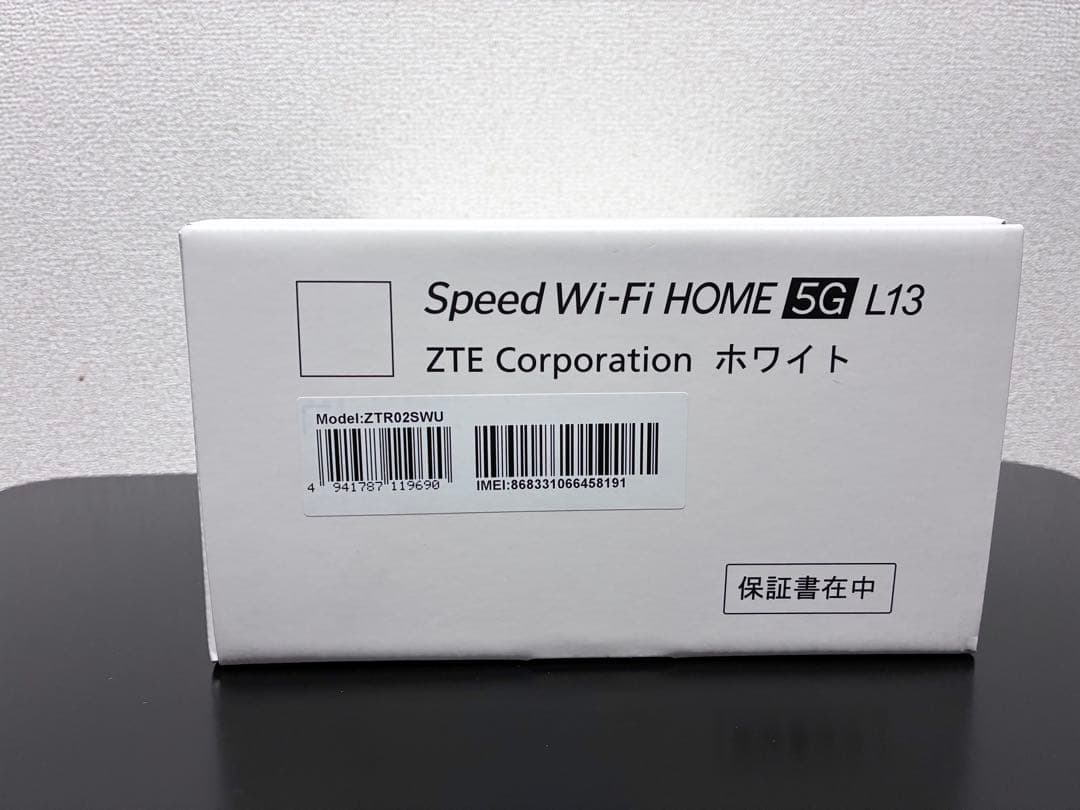 Speed Wi-Fi HOME 5G L13
ZTE Corporation ホワイト
Model:ZTR02SWU
4 941787 119690
IMEI:868331066458191
保証書在中